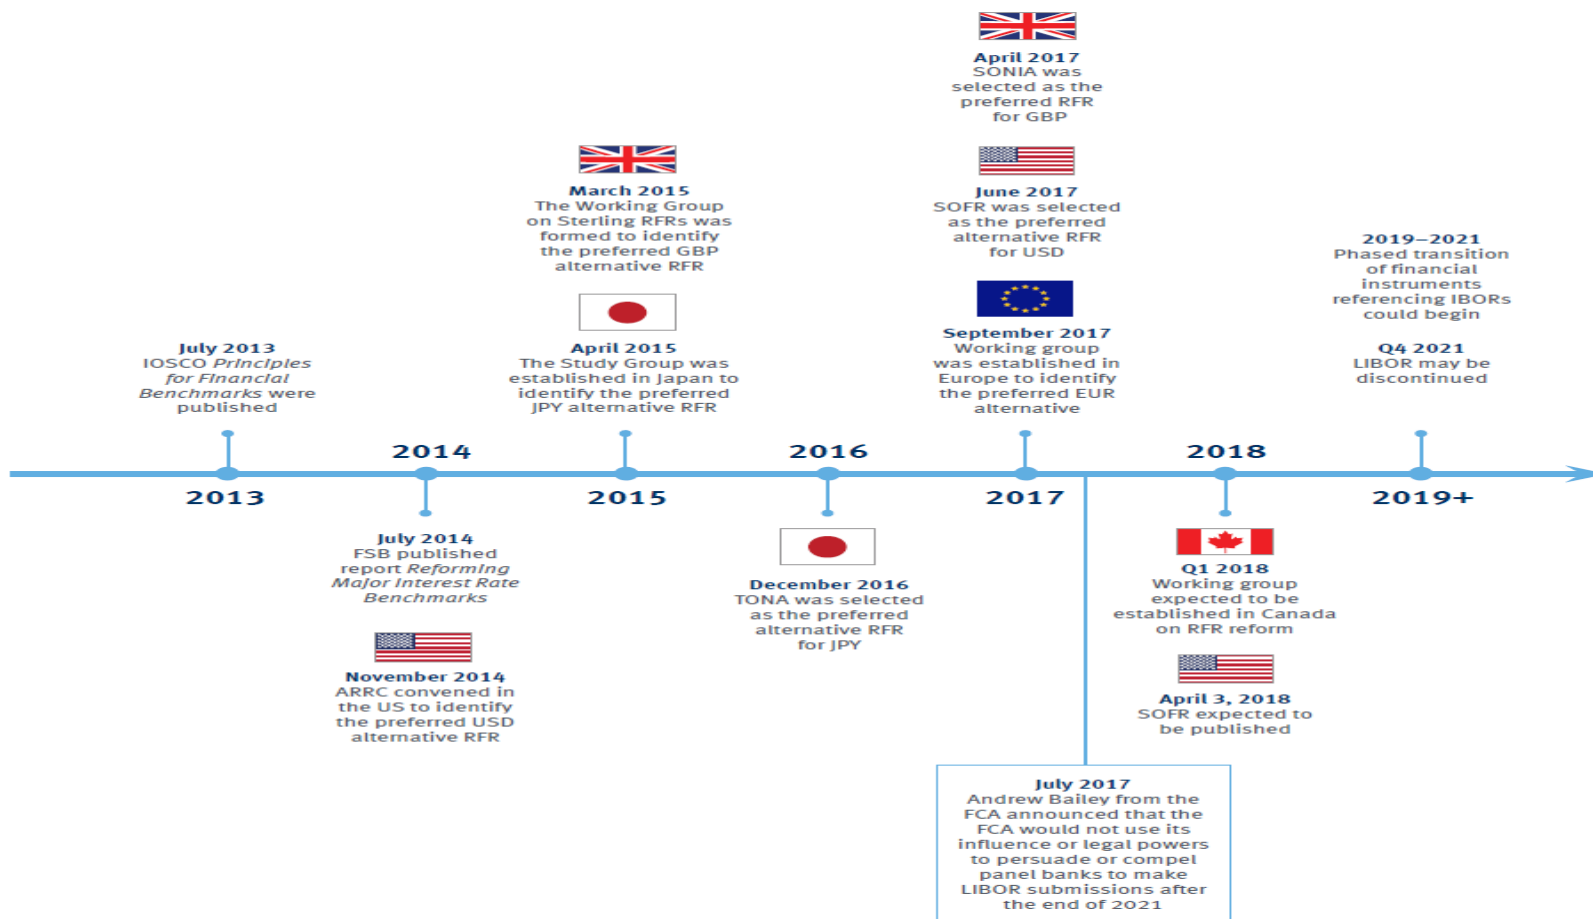 April 2017
SONIA was
selected as the
preferred RFR
for GBP
March 2015
The Working Group
on Sterling RFRs was
formed to identify
the preferred GBP
alternative RFR
June 2017
SOFR was selected
as the preferred
alternative RFR
for USD
2019–2021
Phased transition
of financial
instruments
referencing IBORs
could begin
July 2013
IOSCO Principles
for Financial
Benchmarks were
published
April 2015
The Study Group was
established in Japan to
identify the preferred
JPY alternative RFR
September 2017
Working group
was established in
Europe to identify
the preferred EUR
alternative
Q4 2021
LIBOR may be
discontinued
2014
2016
2018
2013
2015
2017
2019+
July 2014
FSB published
report Reforming
Major Interest Rate
Benchmarks
November 2014
ARRC convened in
the US to identify
the preferred USD
alternative RFR
December 2016
TONA was selected
as the preferred
alternative RFR
for JPY
Q1 2018
Working group
expected to be
established in Canada
on RFR reform
April 3, 2018
SOFR expected to
be published
July 2017
Andrew Bailey from the
FCA announced that the
FCA would not use its
influence or legal powers
to persuade or compel
panel banks to make
LIBOR submissions after
the end of 2021